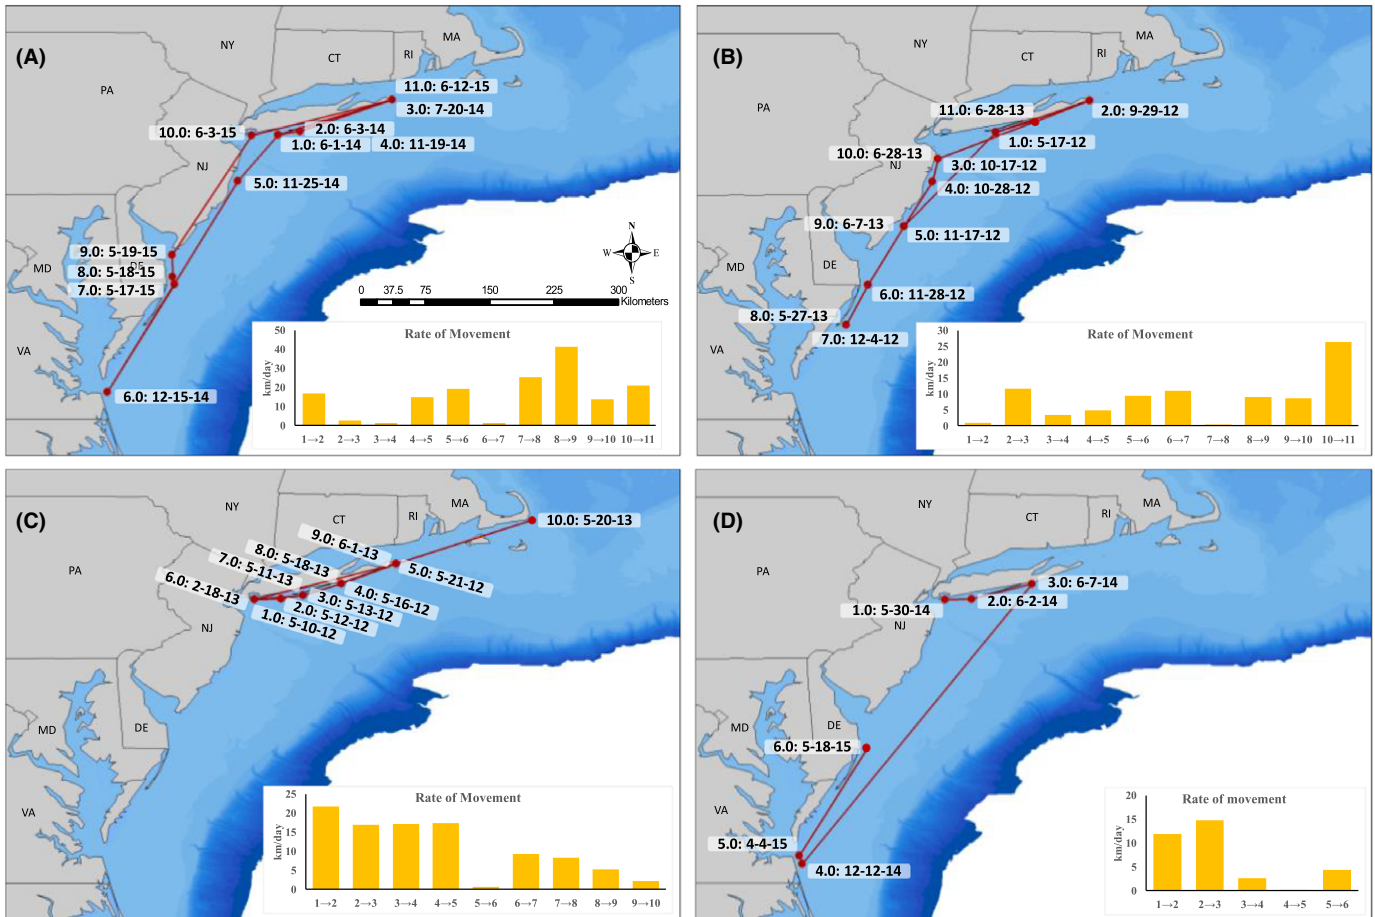 (A)
NY
MA
CT
RI
PA
11.0: 6-12-15
3.0: 7-20-14
10.0: 6-3-15
2.0: 6-3-14
1.0: 6-1-14
4.0: 11-19-14
NJ
5.0: 11-25-14
9.0: 5-19-15
8.0: 5-18-15
DE
7.0: 5-17-15
MD
VA
6.0: 12-15-14
N
W
E
S
0 37.5 75 150 225 300
Kilometers
Rate of Movement
km/day
50
40
30
20
10
0
1→2 2→3 3→4 4→5 5→6 6→7 7→8 8→9 9→10 10→11
(B)
NY
MA
CT
RI
PA
11.0: 6-28-13
2.0: 9-29-12
1.0: 5-17-12
10.0: 6-28-13
3.0: 10-17-12
NJ
4.0: 10-28-12
9.0: 6-7-13
5.0: 11-17-12
MD
DE
6.0: 11-28-12
8.0: 5-27-13
7.0: 12-4-12
VA
Rate of Movement
km/day
30
25
20
15
10
5
0
1→2 2→3 3→4 4→5 5→6 6→7 7→8 8→9 9→10 10→11
(C)
NY
MA
CT
RI
PA
10.0: 5-20-13
9.0: 6-1-13
8.0: 5-18-13
7.0: 5-11-13
6.0: 2-18-13
5.0: 5-21-12
4.0: 5-16-12
3.0: 5-13-12
2.0: 5-12-12
1.0: 5-10-12
NJ
MD
DE
VA
Rate of Movement
km/day
25
20
15
10
5
0
1→2 2→3 3→4 4→5 5→6 6→7 7→8 8→9 9→10
(D)
NY
MA
CT
RI
PA
3.0: 6-7-14
2.0: 6-2-14
1.0: 5-30-14
NJ
MD
DE
6.0: 5-18-15
VA
5.0: 4-4-15
4.0: 12-12-14
Rate of movement
km/day
20
15
10
5
0
1→2 2→3 3→4 4→5 5→6